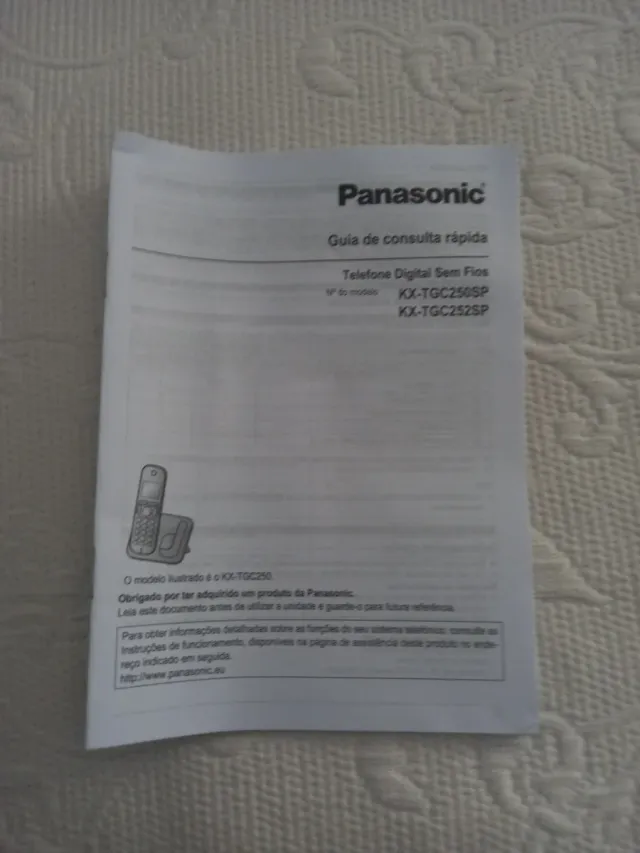 Panasonic
Guia de consulta rápida
Telefone Digital Sem Fios
Nº do modelo KX-TGC250SP
KX-TGC252SP
O modelo ilustrado é o KX-TGC250.
Obrigado por ter adquirido um produto da Panasonic.
Leia este documento antes de utilizar a unidade e guarde-o para futura referência.
Para obter informações detalhadas sobre as funções do seu sistema telefónico, consulte as
Instruções de funcionamento, disponíveis na página de assistência deste produto no ende-
reço indicado em seguida.
http://www.panasonic.eu